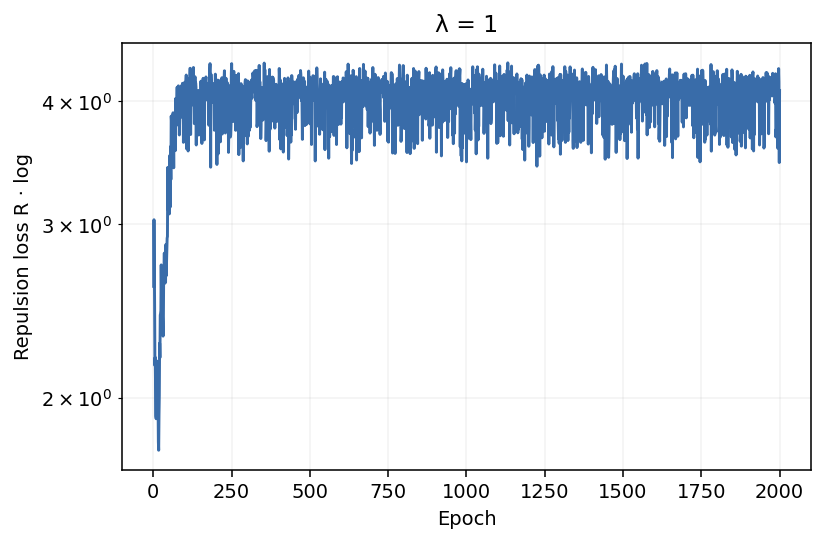 λ = 1
Repulsion loss R · log
4 × 10⁰
3 × 10⁰
2 × 10⁰
0 250 500 750 1000 1250 1500 1750 2000
Epoch